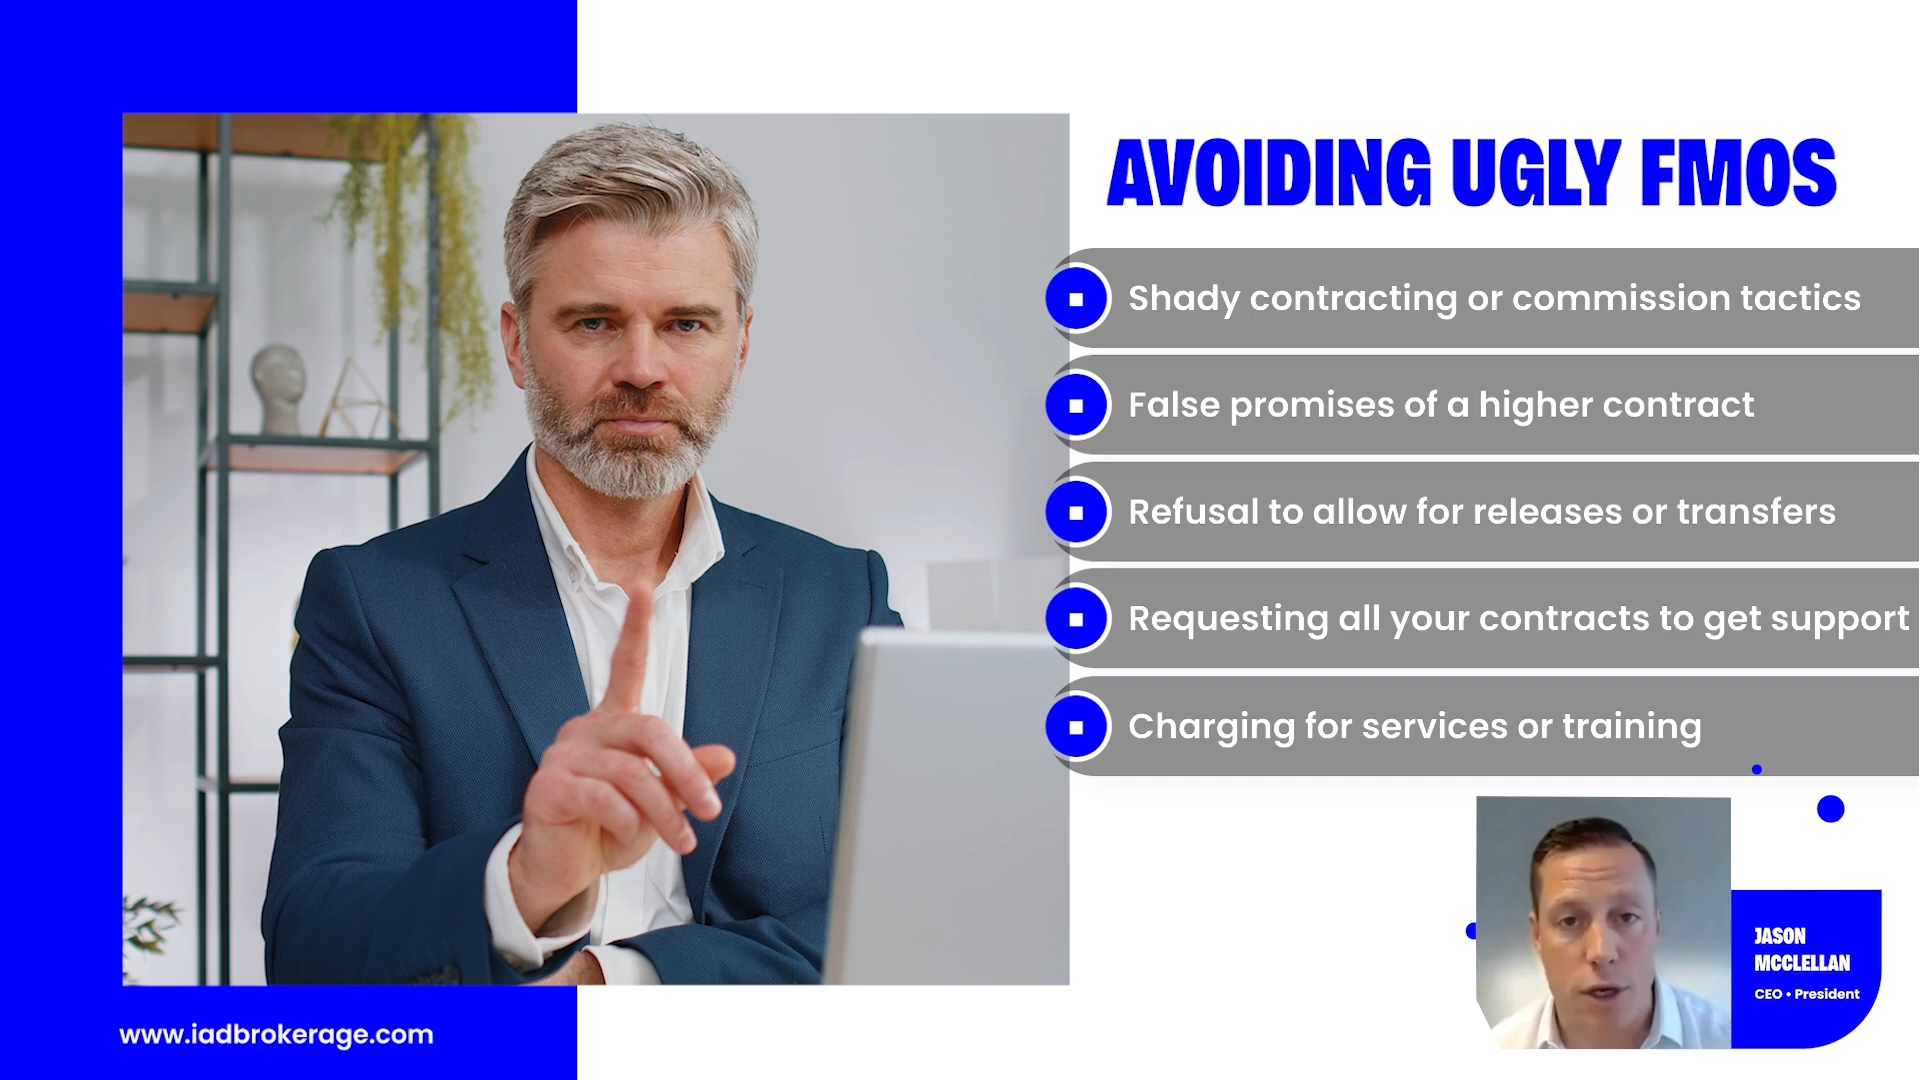 AVOIDING UGLY FMOS
Shady contracting or commission tactics
False promises of a higher contract
Refusal to allow for releases or transfers
Requesting all your contracts to get support
Charging for services or training
JASON
MCCLELLAN
CEO • President
www.iadbrokerage.com